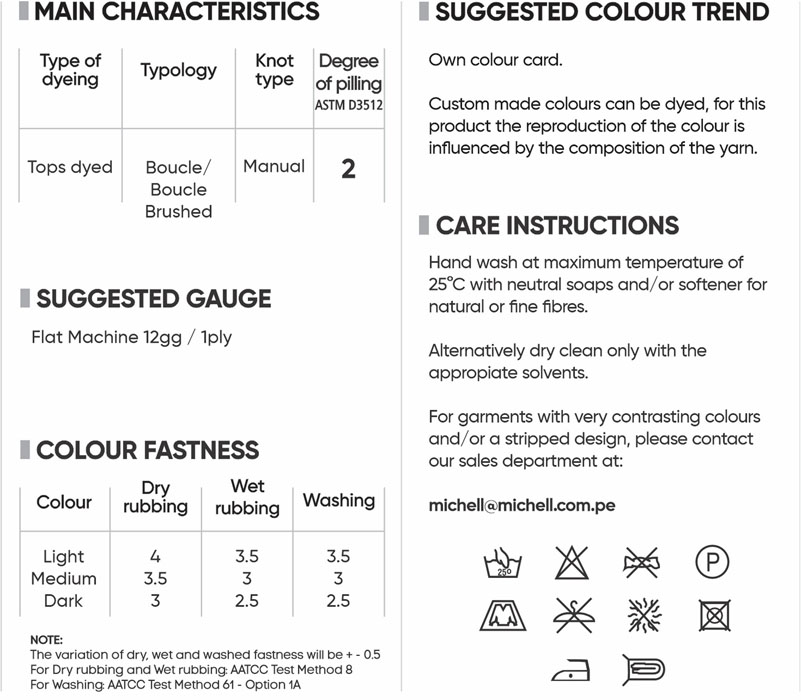 MAIN CHARACTERISTICS
Type of
dyeing
Typology
Knot
type
Degree
of pilling
ASTM D3512
Tops dyed
Boucle/
Boucle
Brushed
Manual
2
SUGGESTED GAUGE
Flat Machine 12gg / 1ply
COLOUR FASTNESS
Colour
Dry
rubbing
Wet
rubbing
Washing
Light 4 3.5 3.5
Medium 3.5 3 3
Dark 3 2.5 2.5
NOTE:
The variation of dry, wet and washed fastness will be + - 0.5
For Dry rubbing and Wet rubbing: AATCC Test Method 8
For Washing: AATCC Test Method 61 - Option 1A
SUGGESTED COLOUR TREND
Own colour card.
Custom made colours can be dyed, for this
product the reproduction of the colour is
influenced by the composition of the yarn.
CARE INSTRUCTIONS
Hand wash at maximum temperature of
25°C with neutral soaps and/or softener for
natural or fine fibres.
Alternatively dry clean only with the
appropiate solvents.
For garments with very contrasting colours
and/or a stripped design, please contact
our sales department at:
michell@michell.com.pe
25º
P